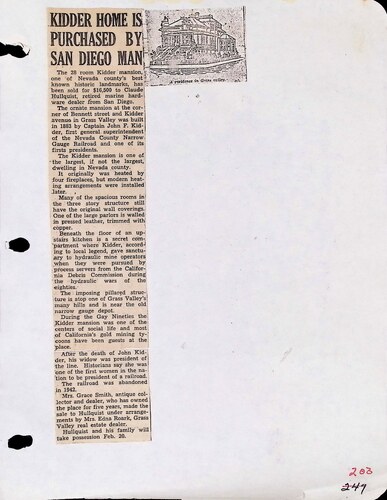 KIDDER HOME IS
PURCHASED BY
SAN DIEGO MAN
The 28 room Kidder mansion,
one of Nevada county's best
known historic landmarks, has
been sold for $16,500 to Claude
Hullquist, retired marine hard-
ware dealer from San Diego.
The ornate mansion at the cor-
ner of Bennett street and Kidder
avenue in Grass Valley was built
in 1883 by Captain John F. Kid-
der, first general superintendent
of the Nevada County Narrow
Gauge Railroad and one of its
firsts presidents.
The Kidder mansion is one of
the largest, if not the largest,
dwelling in Nevada county.
It originally was heated by
four fireplaces, but modern heat-
ing arrangements were installed
later.
Many of the spacious rooms in
the three story structure still
have the original wall coverings.
One of the large parlors is walled
in pressed leather, trimmed with
copper.
Beneath the floor of an up-
stairs kitchen is a secret com-
partment where Kidder, accord-
ing to local legend, gave sanctu-
ary to hydraulic mine operators
when they were pursued by
process servers from the Califor-
nia Debris Commission during
the hydraulic wars of the
eighties.
The imposing pillared struc-
ture is atop one of Grass Valley's
many hills and is near the old
narrow gauge depot.
During the Gay Nineties the
Kidder mansion was one of the
centers of social life and most
of California's gold mining ty-
coons have been guests at the
place.
After the death of John Kid-
der, his widow was president of
the line. Historians say she was
one of the first women in the na-
tion to be president of a railroad.
The railroad was abandoned
in 1942.
Mrs. Grace Smith, antique col-
lector and dealer, who has owned
the place for five years, made the
sale to Hullquist under arrange-
ments by Mrs. Edna Roark, Grass
Valley real estate dealer.
Hullquist and his family will
take possession Feb. 20.
A residence in Grass Valley
203
247